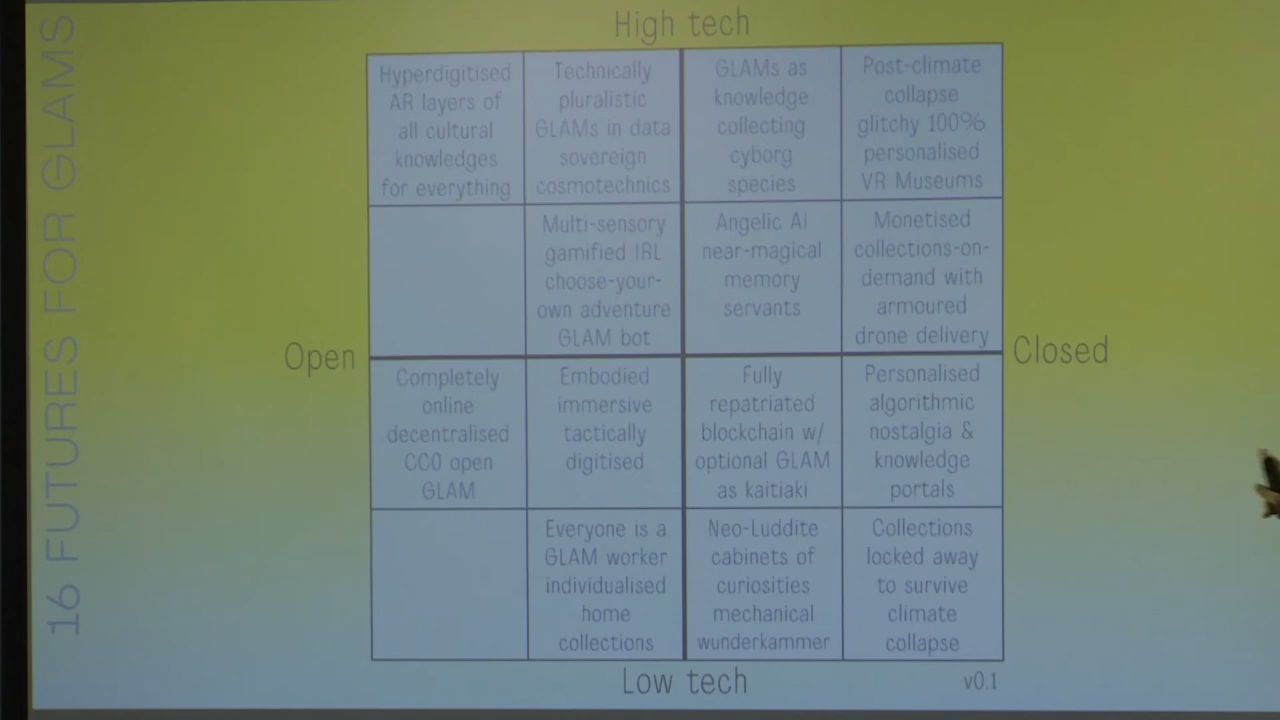 16 FUTURES FOR GLAMS
High tech
Hyperdigitised
AR layers of
all cultural
knowledges
for everything
Technically
pluralistic
GLAMs in data
sovereign
cosmotechnics
GLAMs as
knowledge
collecting
cyborg
species
Post-climate
collapse
glitchy 100%
personalised
VR Museums
Multi-sensory
gamified IRL
choose-your-
own adventure
GLAM bot
Angelic AI
near-magical
memory
servants
Monetised
collections-on-
demand with
armoured
drone delivery
Open
Closed
Completely
online
decentralised
CC0 open
GLAM
Embodied
immersive
tactically
digitised
Fully
repatriated
blockchain w/
optional GLAM
as kaitiaki
Personalised
algorithmic
nostalgia &
knowledge
portals
Everyone is a
GLAM worker
individualised
home
collections
Neo-Luddite
cabinets of
curiosities
mechanical
wunderkammer
Collections
locked away
to survive
climate
collapse
Low tech
v0.1